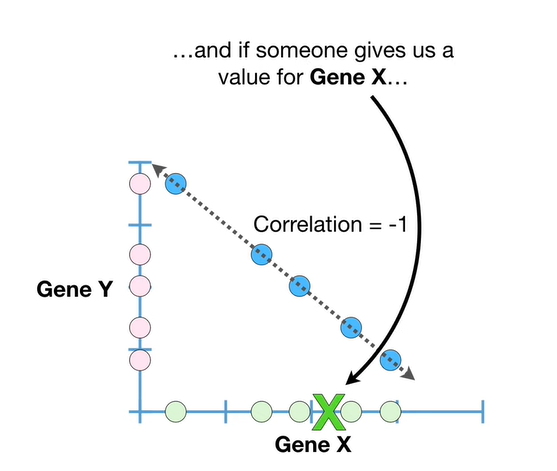 ...and if someone gives us a
value for Gene X...
Correlation = -1
Gene Y
X
Gene X